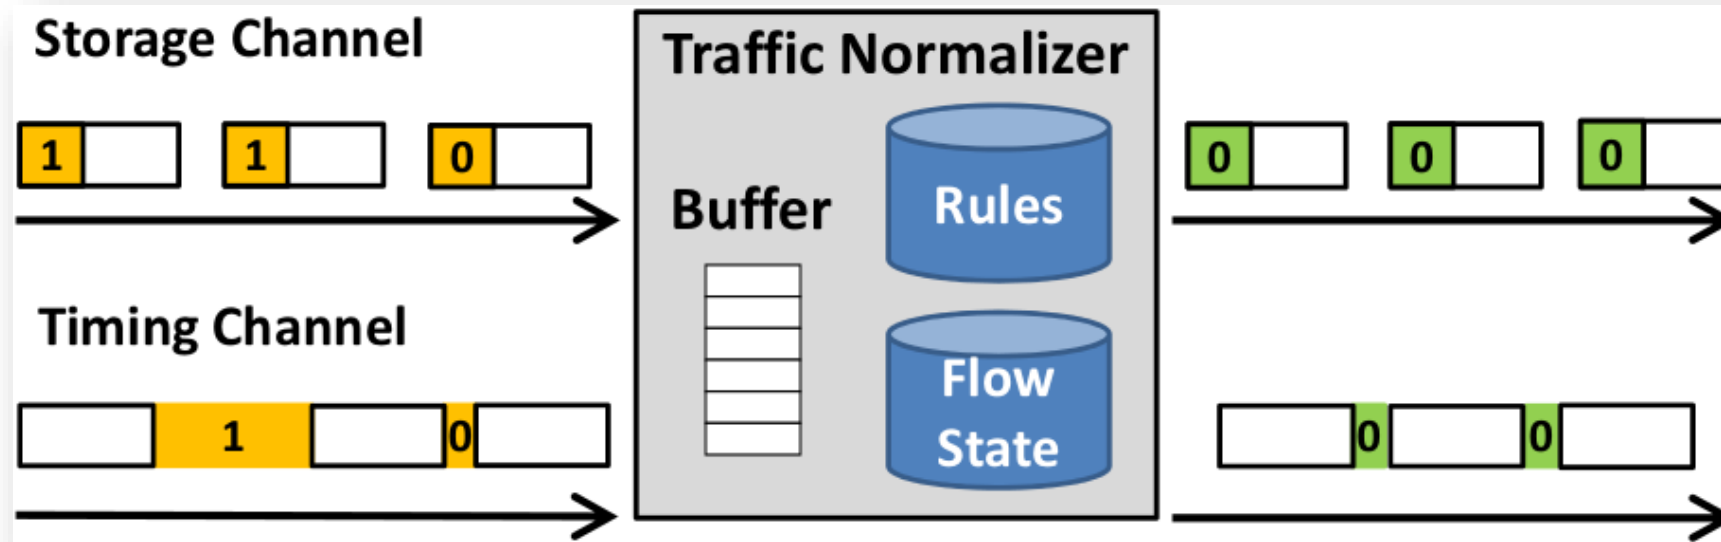 Storage Channel
1 1 0
Traffic Normalizer
Buffer
Rules
Flow
State
0 0 0
Timing Channel
1 0
0 0